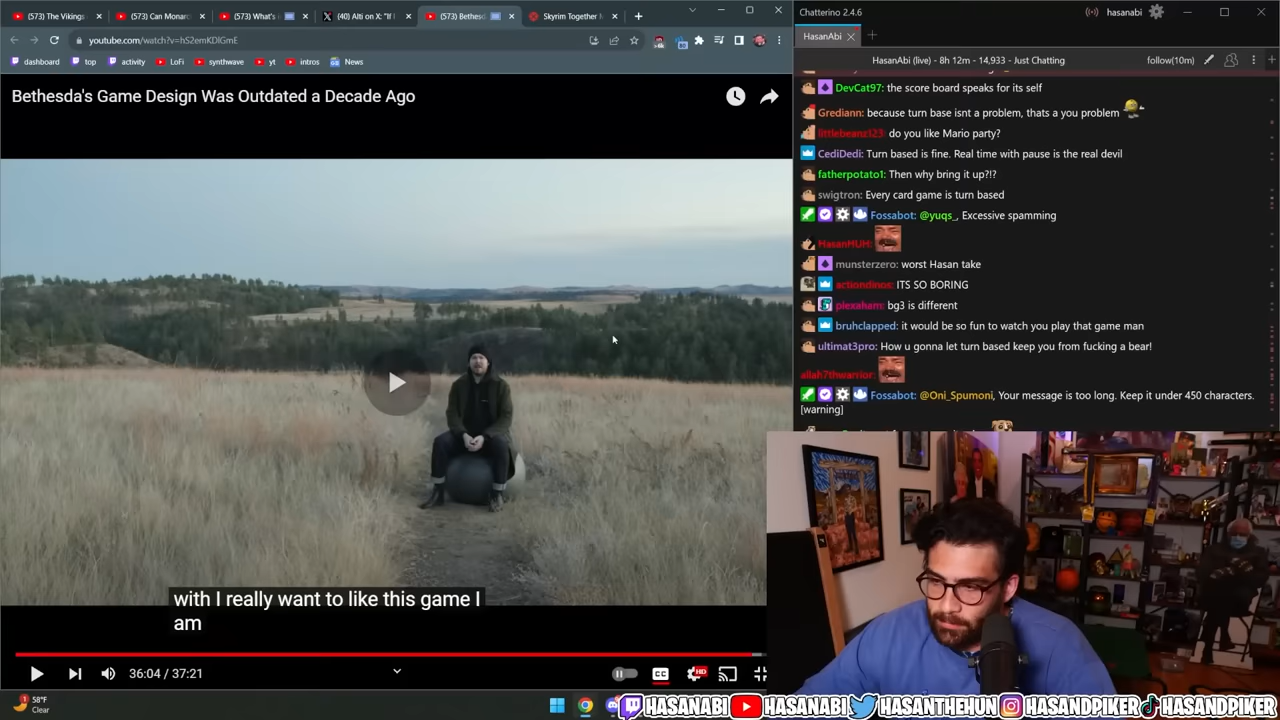 (573) The Vikings
(573) Can Monarc
(573) What's i
(40) Alti on X: "If
(573) Bethesd
Skyrim Together
youtube.com/watch?v=hS2emKDIGmE
dashboard
top
activity
LoFi
synthwave
yt
intros
News
Bethesda's Game Design Was Outdated a Decade Ago
with I really want to like this game I
am
36:04 / 37:21
CC
HD
58°F
Clear
Chatterino 2.4.6
hasanabi
HasanAbi
HasanAbi (live) - 8h 12m - 14,933 - Just Chatting
follow(10m)
DevCat97: the score board speaks for its self
Grediann: because turn base isnt a problem, thats a you problem
littlebeanz123: do you like Mario party?
CediDedi: Turn based is fine. Real time with pause is the real devil
fatherpotato1: Then why bring it up?!?
swigtron: Every card game is turn based
Fossabot: @yuqs_, Excessive spamming
HasanHUH:
munsterzero: worst Hasan take
actiondinos: ITS SO BORING
plexaham: bg3 is different
bruhclapped: it would be so fun to watch you play that game man
ultimat3pro: How u gonna let turn based keep you from fucking a bear!
allah7thwarrior:
Fossabot: @Oni_Spumoni, Your message is too long. Keep it under 450 characters.
[warning]
HASANABI
HASANABI
HASANTHEHUN
HASANDPIKER
HASANDPIKER